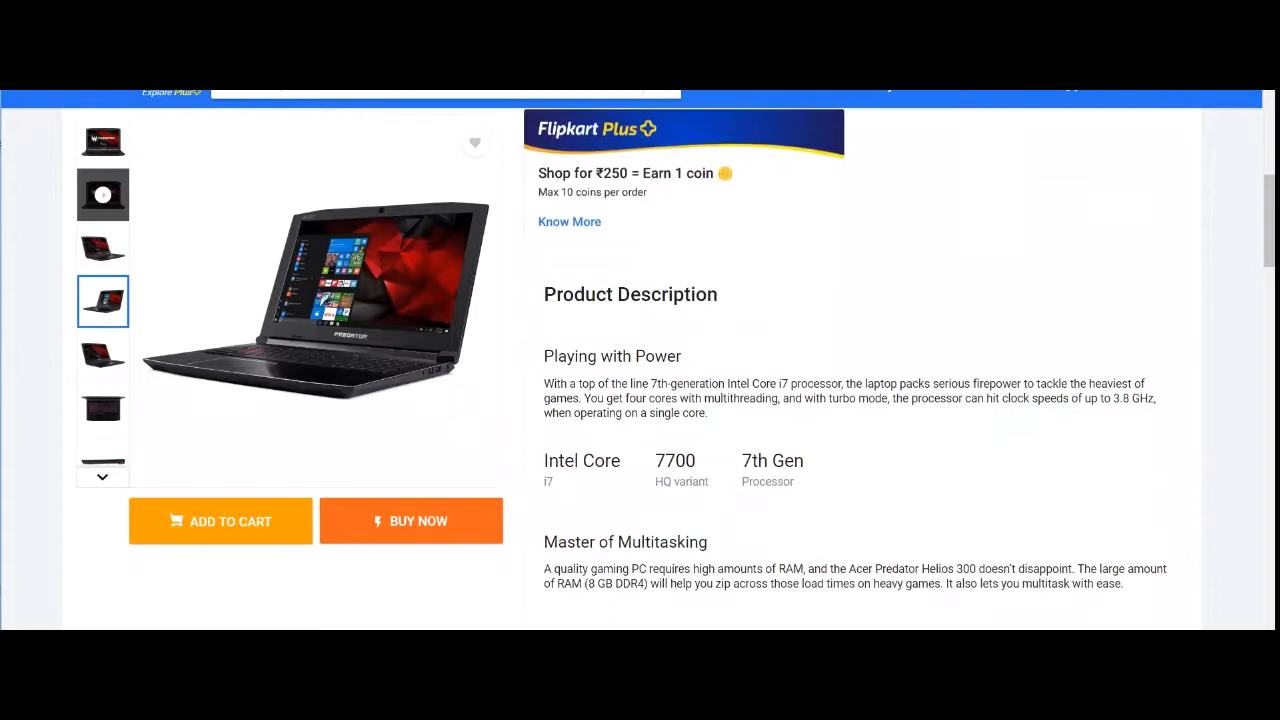 Explore Plus
Flipkart Plus
Shop for ₹250 = Earn 1 coin
Max 10 coins per order
Know More
Product Description
Playing with Power
With a top of the line 7th-generation Intel Core i7 processor, the laptop packs serious firepower to tackle the heaviest of
games. You get four cores with multithreading, and with turbo mode, the processor can hit clock speeds of up to 3.8 GHz,
when operating on a single core.
Intel Core 7700 7th Gen
i7 HQ variant Processor
PREDATOR
ADD TO CART
BUY NOW
Master of Multitasking
A quality gaming PC requires high amounts of RAM, and the Acer Predator Helios 300 doesn't disappoint. The large amount
of RAM (8 GB DDR4) will help you zip across those load times on heavy games. It also lets you multitask with ease.